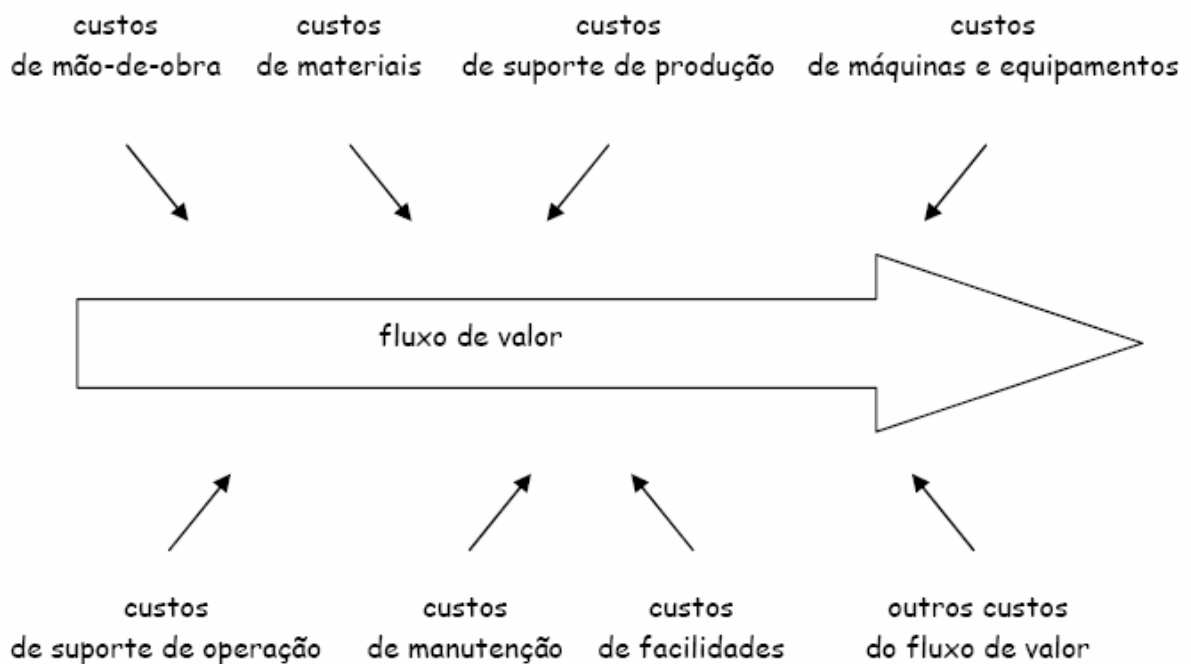 custos
de mão-de-obra
custos
de materiais
custos
de suporte de produção
custos
de máquinas e equipamentos
fluxo de valor
custos
de suporte de operação
custos
de manutenção
custos
de facilidades
outros custos
do fluxo de valor